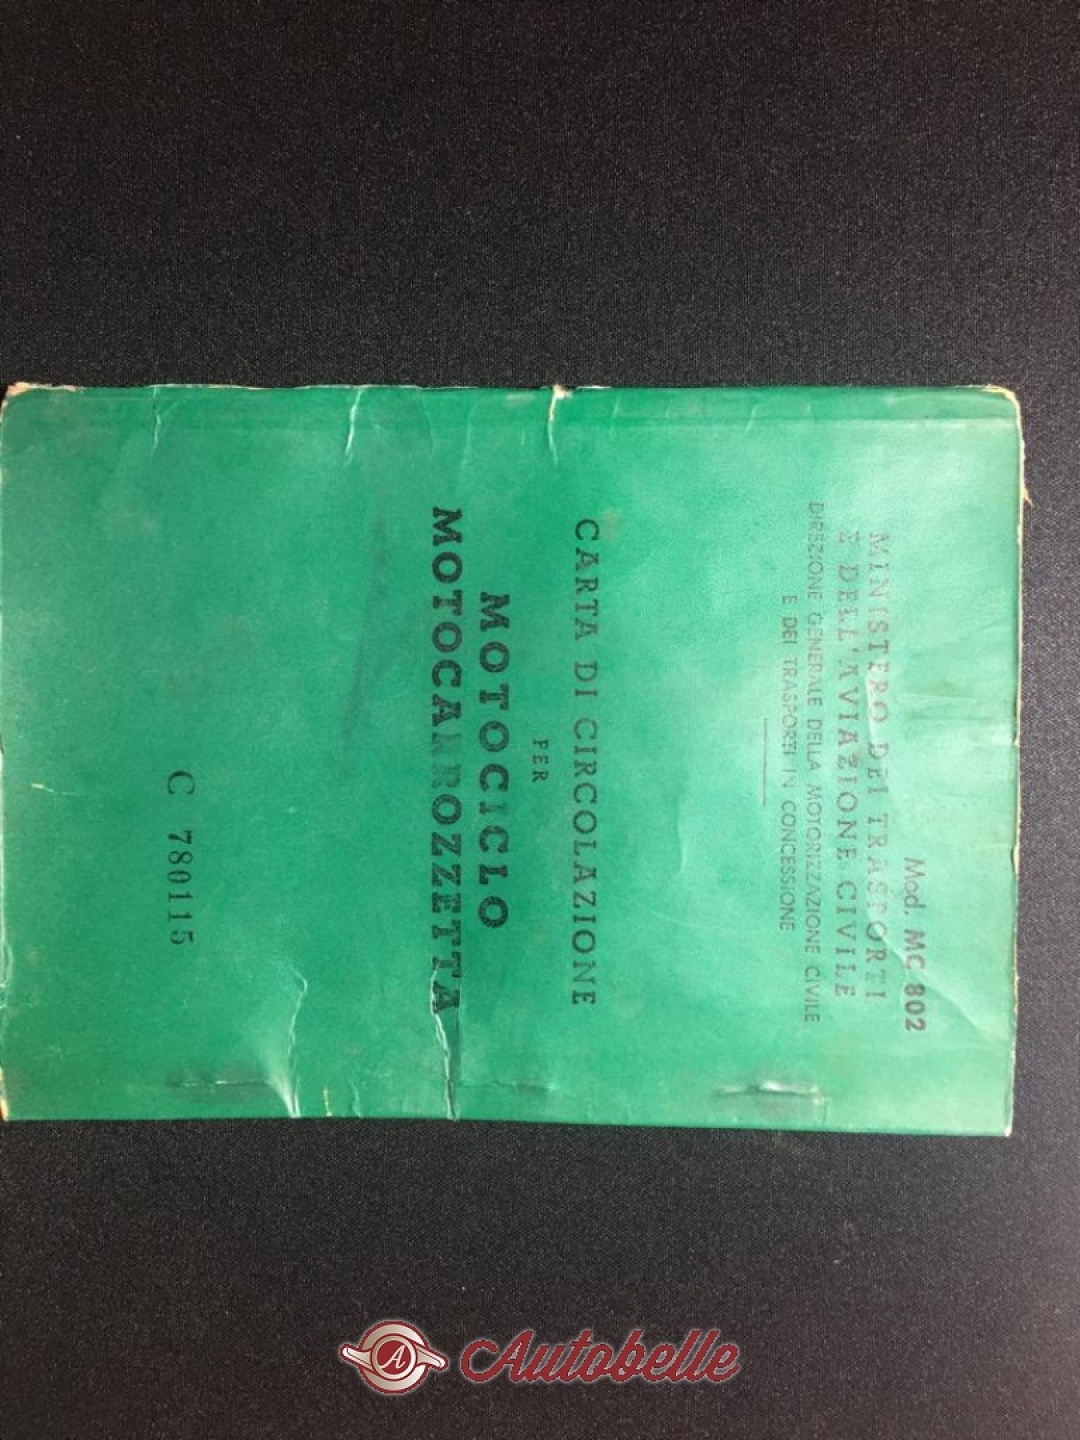 Mod. MC 802
MINISTERO DEI TRASPORTI
E DELL'AVIAZIONE CIVILE
DIREZIONE GENERALE DELLA MOTORIZZAZIONE CIVILE
E DEI TRASPORTI IN CONCESSIONE
CARTA DI CIRCOLAZIONE
PER
MOTOCICLO
MOTOCARROZZETTA
C 780115
A Autobelle